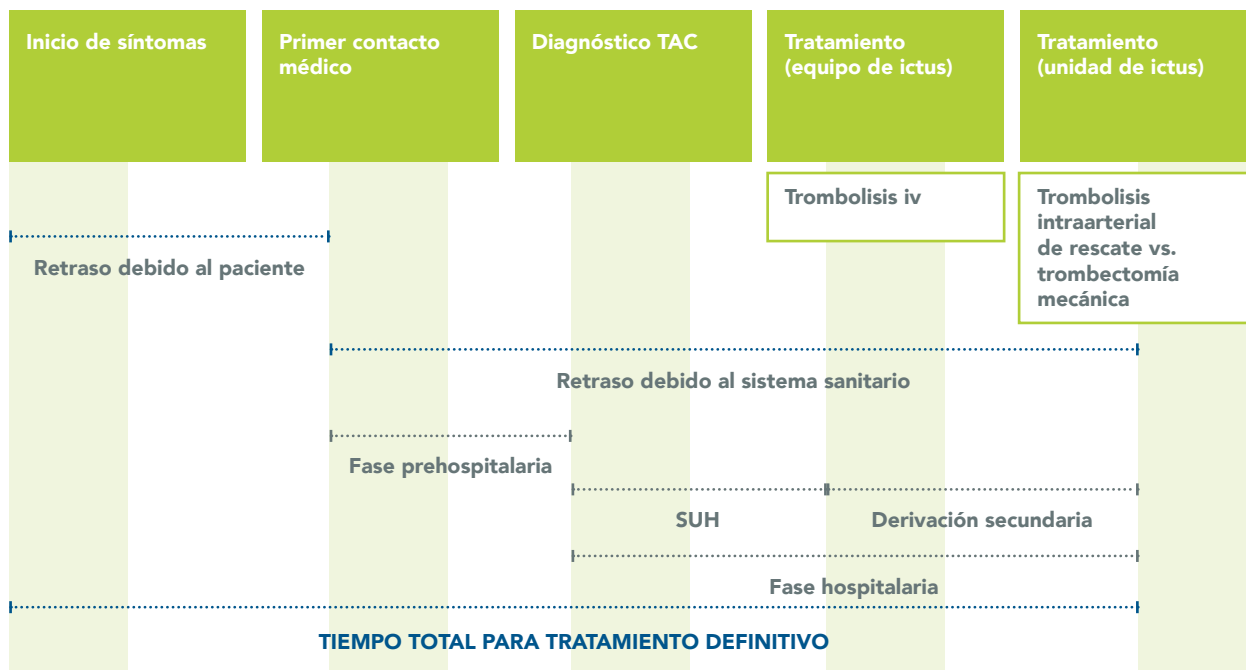 Inicio de síntomas
Primer contacto
médico
Diagnóstico TAC
Tratamiento
(equipo de ictus)
Tratamiento
(unidad de ictus)
Trombolisis iv
Trombolisis
intraarterial
de rescate vs.
trombectomía
mecánica
Retraso debido al paciente
Retraso debido al sistema sanitario
Fase prehospitalaria
SUH
Derivación secundaria
Fase hospitalaria
TIEMPO TOTAL PARA TRATAMIENTO DEFINITIVO